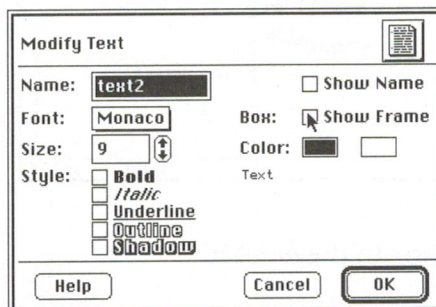 Modify Text
Name: text2 Show Name
Font: Monaco Box: Show Frame
Size: 9 Color:
Style: Bold Text
Italic
Underline
Outline
Shadow
Help Cancel OK